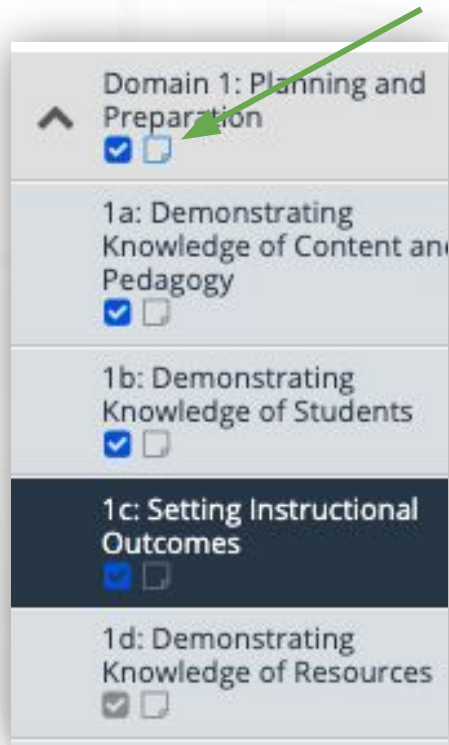 Domain 1: Planning and
Preparation
1a: Demonstrating
Knowledge of Content
Pedagogy
1b: Demonstrating
Knowledge of Students
1c: Setting Instructional
Outcomes
1d: Demonstrating
Knowledge of Resources